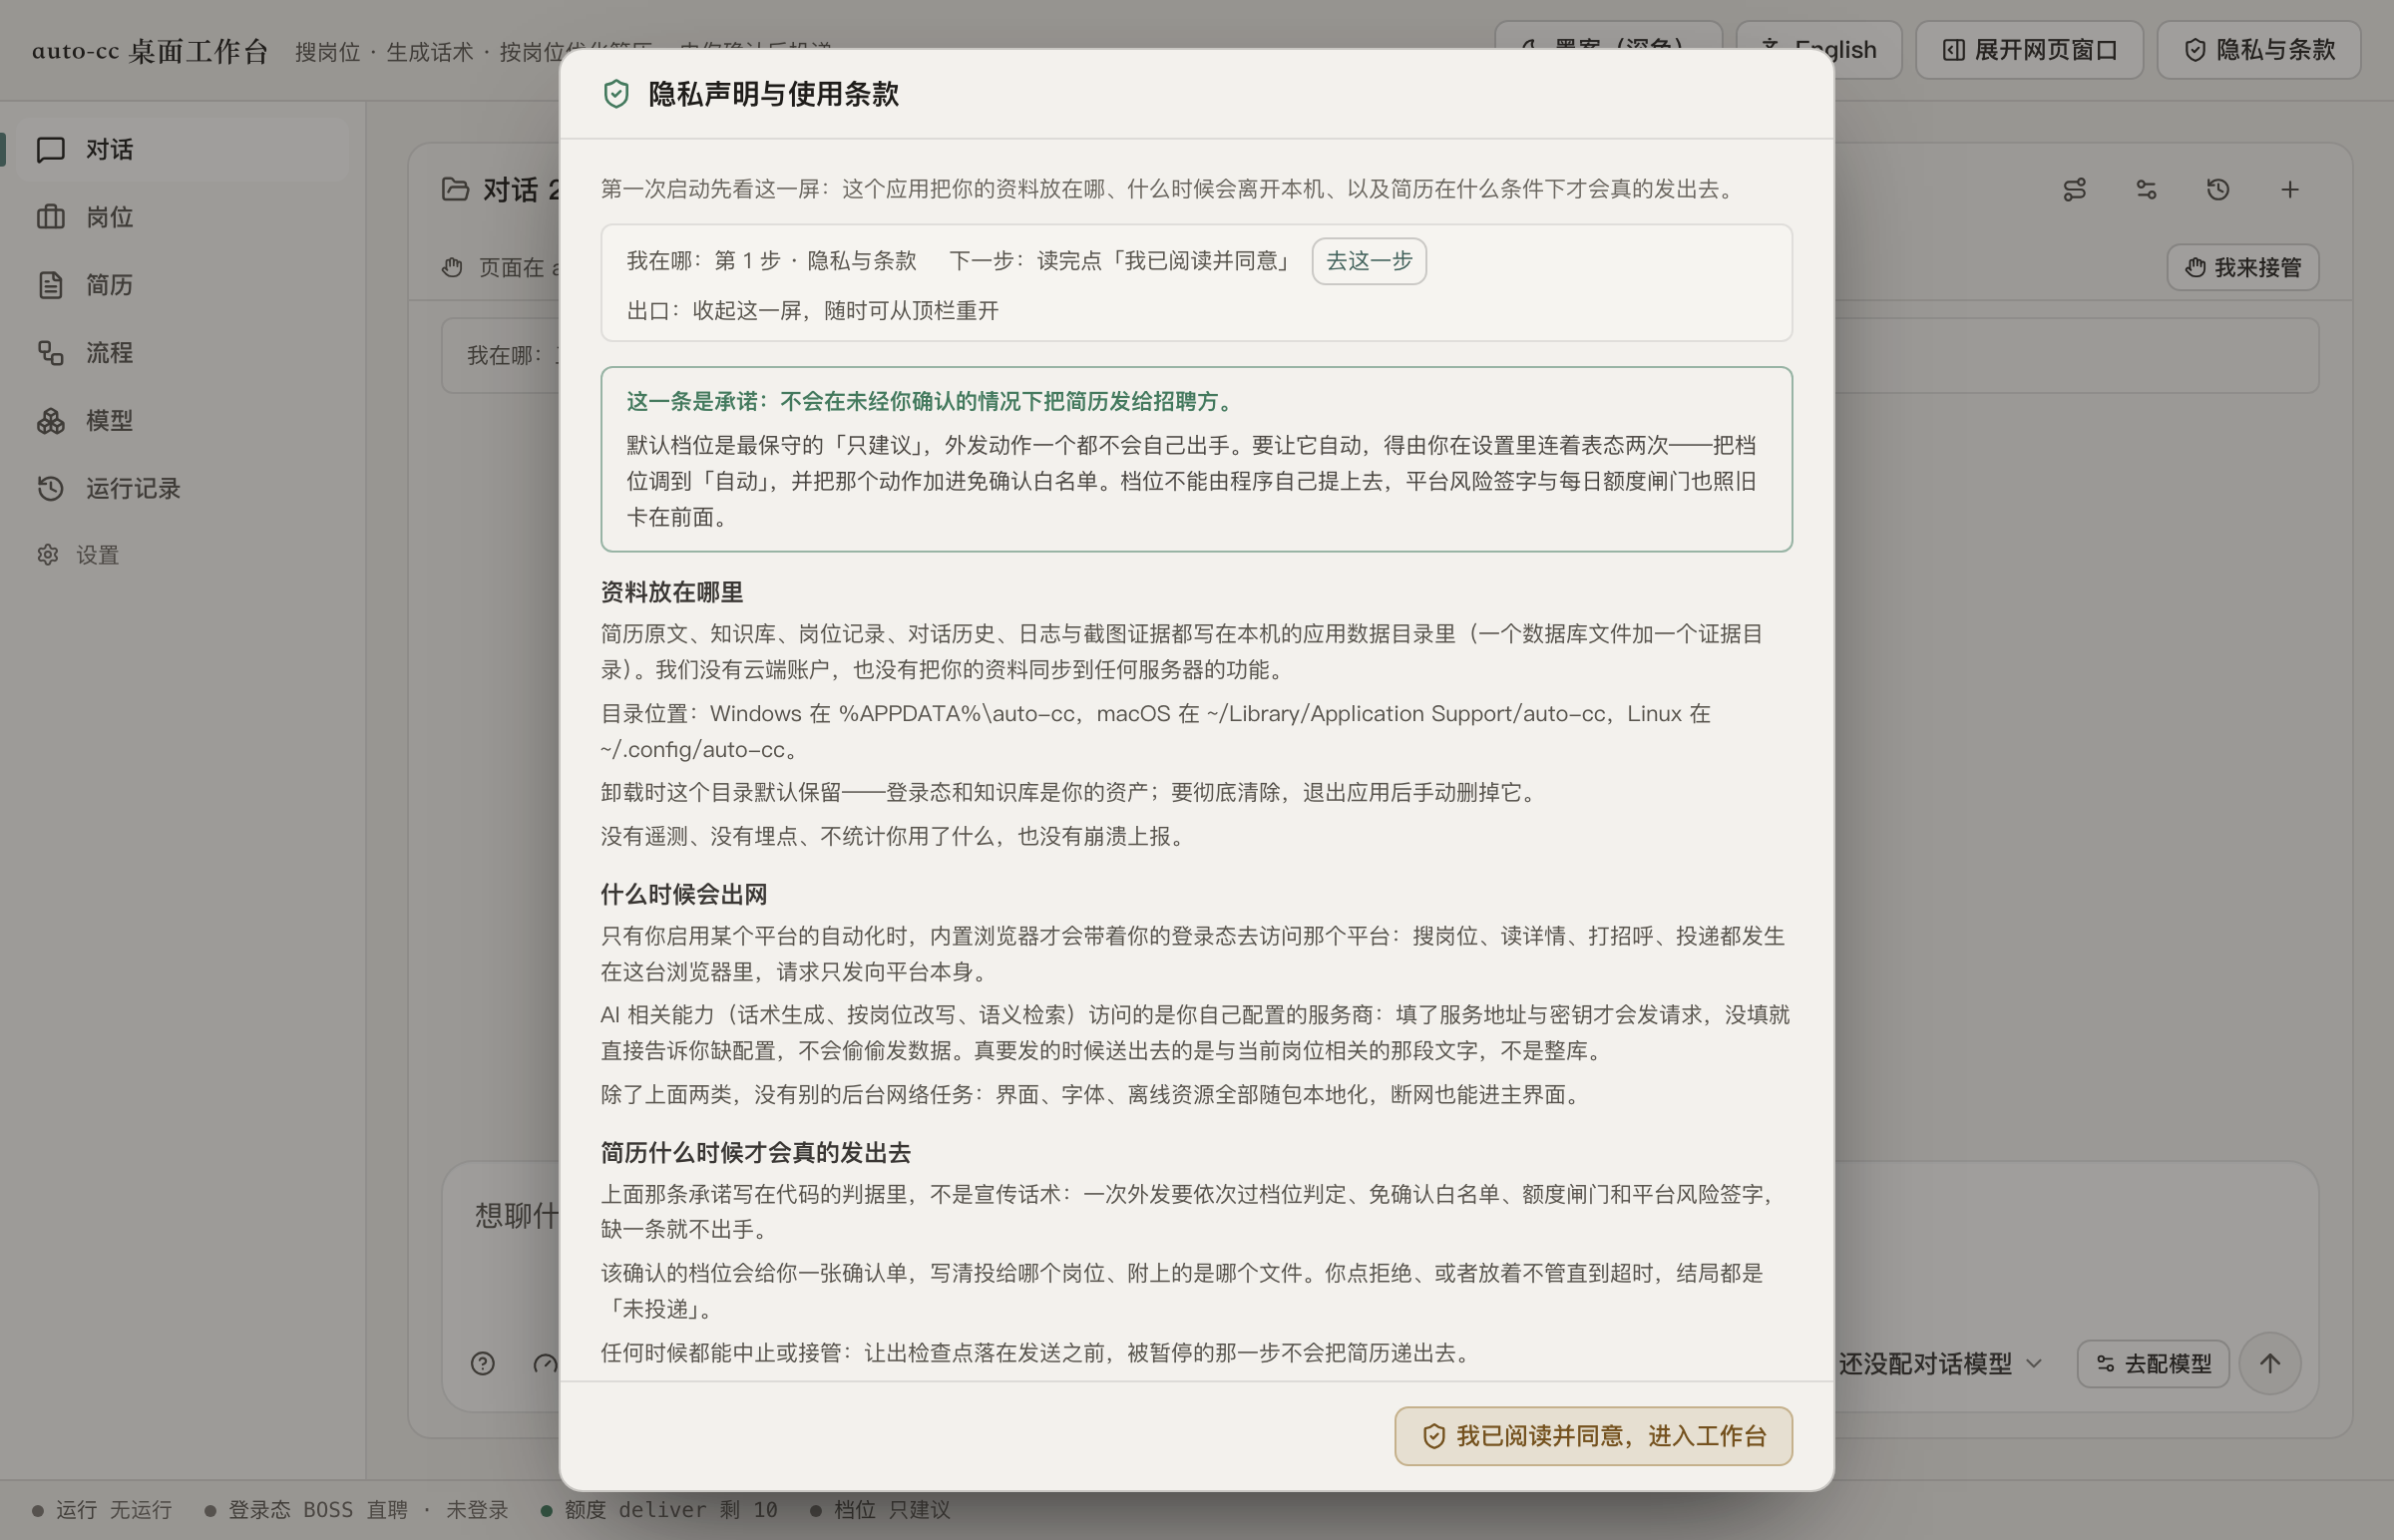 auto-cc 桌面工作台
搜岗位 · 生成话术 · 按岗位优化简历 · 由你确认后投递
墨客（深色）
English
展开网页窗口
隐私与条款
对话
岗位
简历
流程
模型
运行记录
设置
对话 2
页面在
我来接管
我在哪：
隐私声明与使用条款
第一次启动先看这一屏：这个应用把你的资料放在哪、什么时候会离开本机、以及简历在什么条件下才会真的发出去。
我在哪：第 1 步 · 隐私与条款 下一步：读完点「我已阅读并同意」 去这一步
出口：收起这一屏，随时可从顶栏重开
这一条是承诺：不会在未经你确认的情况下把简历发给招聘方。
默认档位是最保守的「只建议」，外发动作一个都不会自己出手。要让它自动，得由你在设置里连着表态两次——把档
位调到「自动」，并把那个动作加进免确认白名单。档位不能由程序自己提上去，平台风险签字与每日额度闸门也照旧
卡在前面。
资料放在哪里
简历原文、知识库、岗位记录、对话历史、日志与截图证据都写在本机的应用数据目录里（一个数据库文件加一个证据目
录）。我们没有云端账户，也没有把你的资料同步到任何服务器的功能。
目录位置：Windows 在 %APPDATA%\auto-cc，macOS 在 ~/Library/Application Support/auto-cc，Linux 在
~/.config/auto-cc。
卸载时这个目录默认保留——登录态和知识库是你的资产；要彻底清除，退出应用后手动删掉它。
没有遥测、没有埋点、不统计你用了什么，也没有崩溃上报。
什么时候会出网
只有你启用某个平台的自动化时，内置浏览器才会带着你的登录态去访问那个平台：搜岗位、读详情、打招呼、投递都发生
在这台浏览器里，请求只发向平台本身。
AI 相关能力（话术生成、按岗位改写、语义检索）访问的是你自己配置的服务商：填了服务地址与密钥才会发请求，没填就
直接告诉你缺配置，不会偷偷发数据。真要发的时候送出去的是与当前岗位相关的那段文字，不是整库。
除了上面两类，没有别的后台网络任务：界面、字体、离线资源全部随包本地化，断网也能进主界面。
简历什么时候才会真的发出去
上面那条承诺写在代码的判据里，不是宣传话术：一次外发要依次过档位判定、免确认白名单、额度闸门和平台风险签字，
缺一条就不出手。
该确认的档位会给你一张确认单，写清投给哪个岗位、附上的是哪个文件。你点拒绝、或者放着不管直到超时，结局都是
「未投递」。
任何时候都能中止或接管：让出检查点落在发送之前，被暂停的那一步不会把简历递出去。
我已阅读并同意，进入工作台
想聊什
还没配对话模型
去配模型
运行 无运行 登录态 BOSS 直聘 · 未登录 额度 deliver 剩 10 档位 只建议